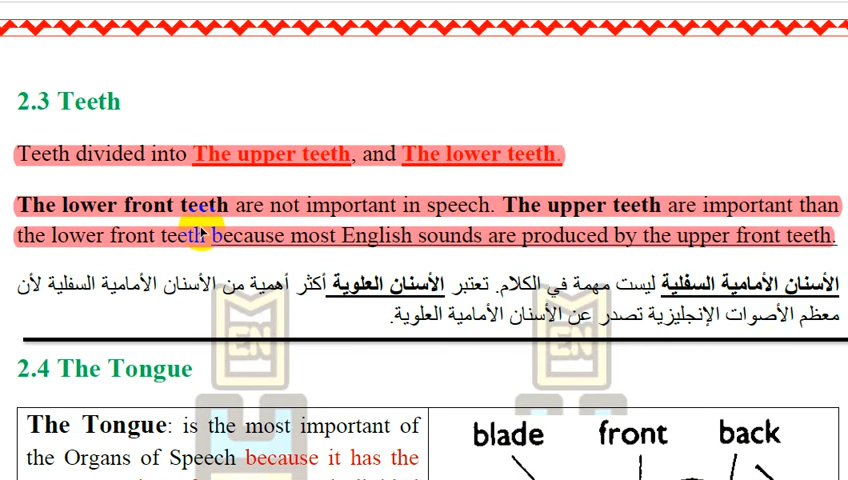 2.3 Teeth
Teeth divided into The upper teeth, and The lower teeth.
The lower front teeth are not important in speech. The upper teeth are important than
the lower front teeth because most English sounds are produced by the upper front teeth.
الأسنان الأمامية السفلية ليست مهمة في الكلام. تعتبر الأسنان العلوية أكثر أهمية من الأسنان الأمامية السفلية لأن
معظم الأصوات الإنجليزية تصدر عن الأسنان الأمامية العلوية.
EN
EN
2.4 The Tongue
The Tongue: is the most important of
the Organs of Speech because it has the
blade front back